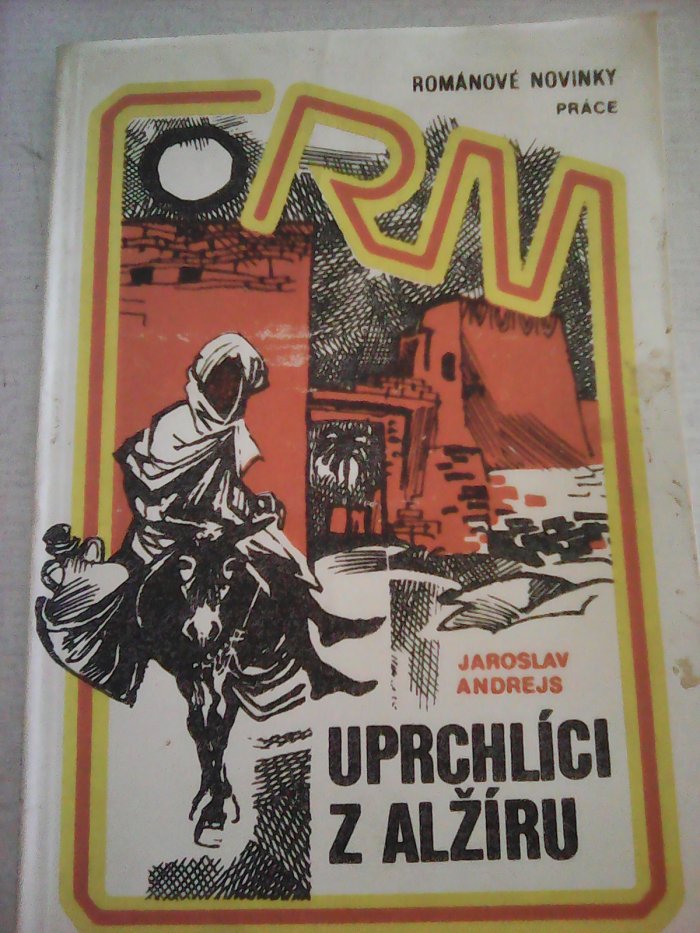 ROMÁNOVÉ NOVINKY
PRÁCE
RN
JAROSLAV
ANDREJS
UPRCHLÍCI
Z ALŽÍRU